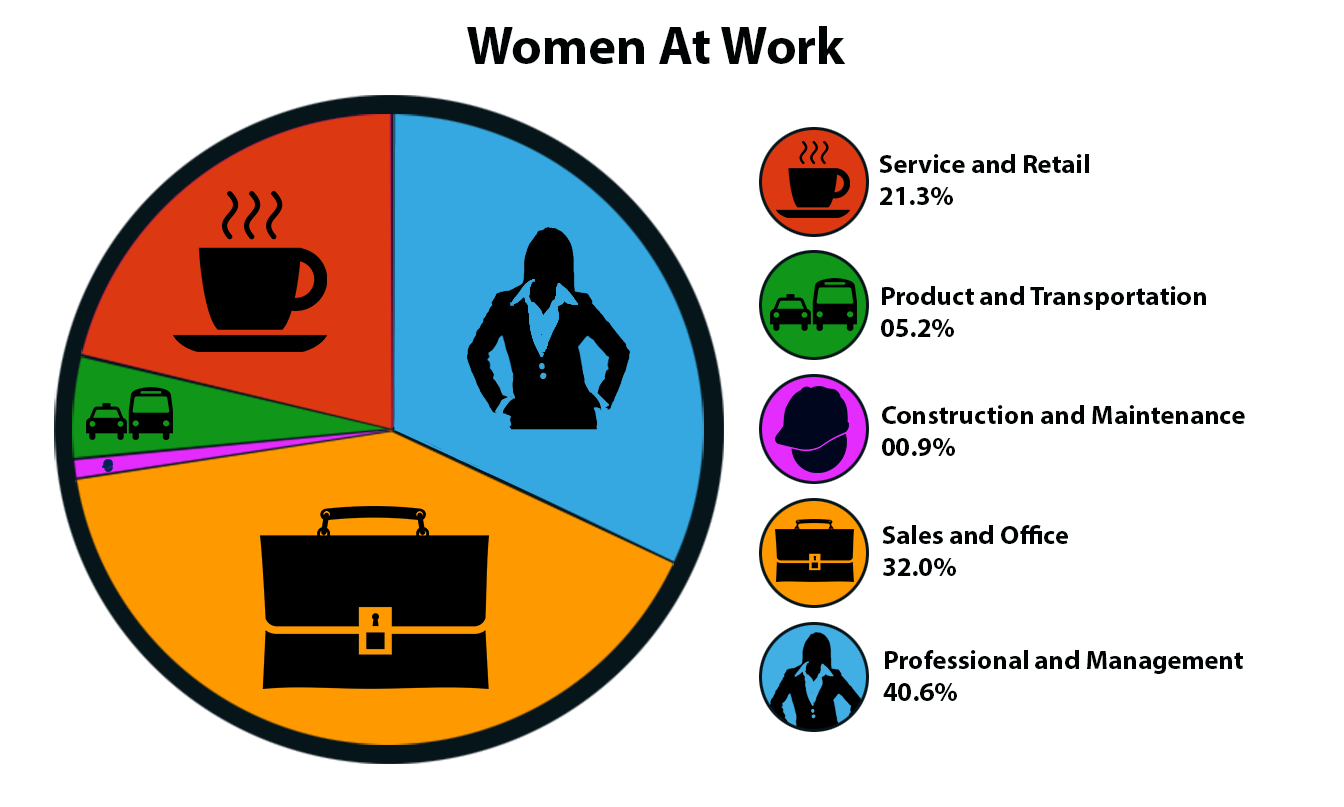 Women At Work
Service and Retail
21.3%
Product and Transportation
05.2%
Construction and Maintenance
00.9%
Sales and Office
32.0%
Professional and Management
40.6%